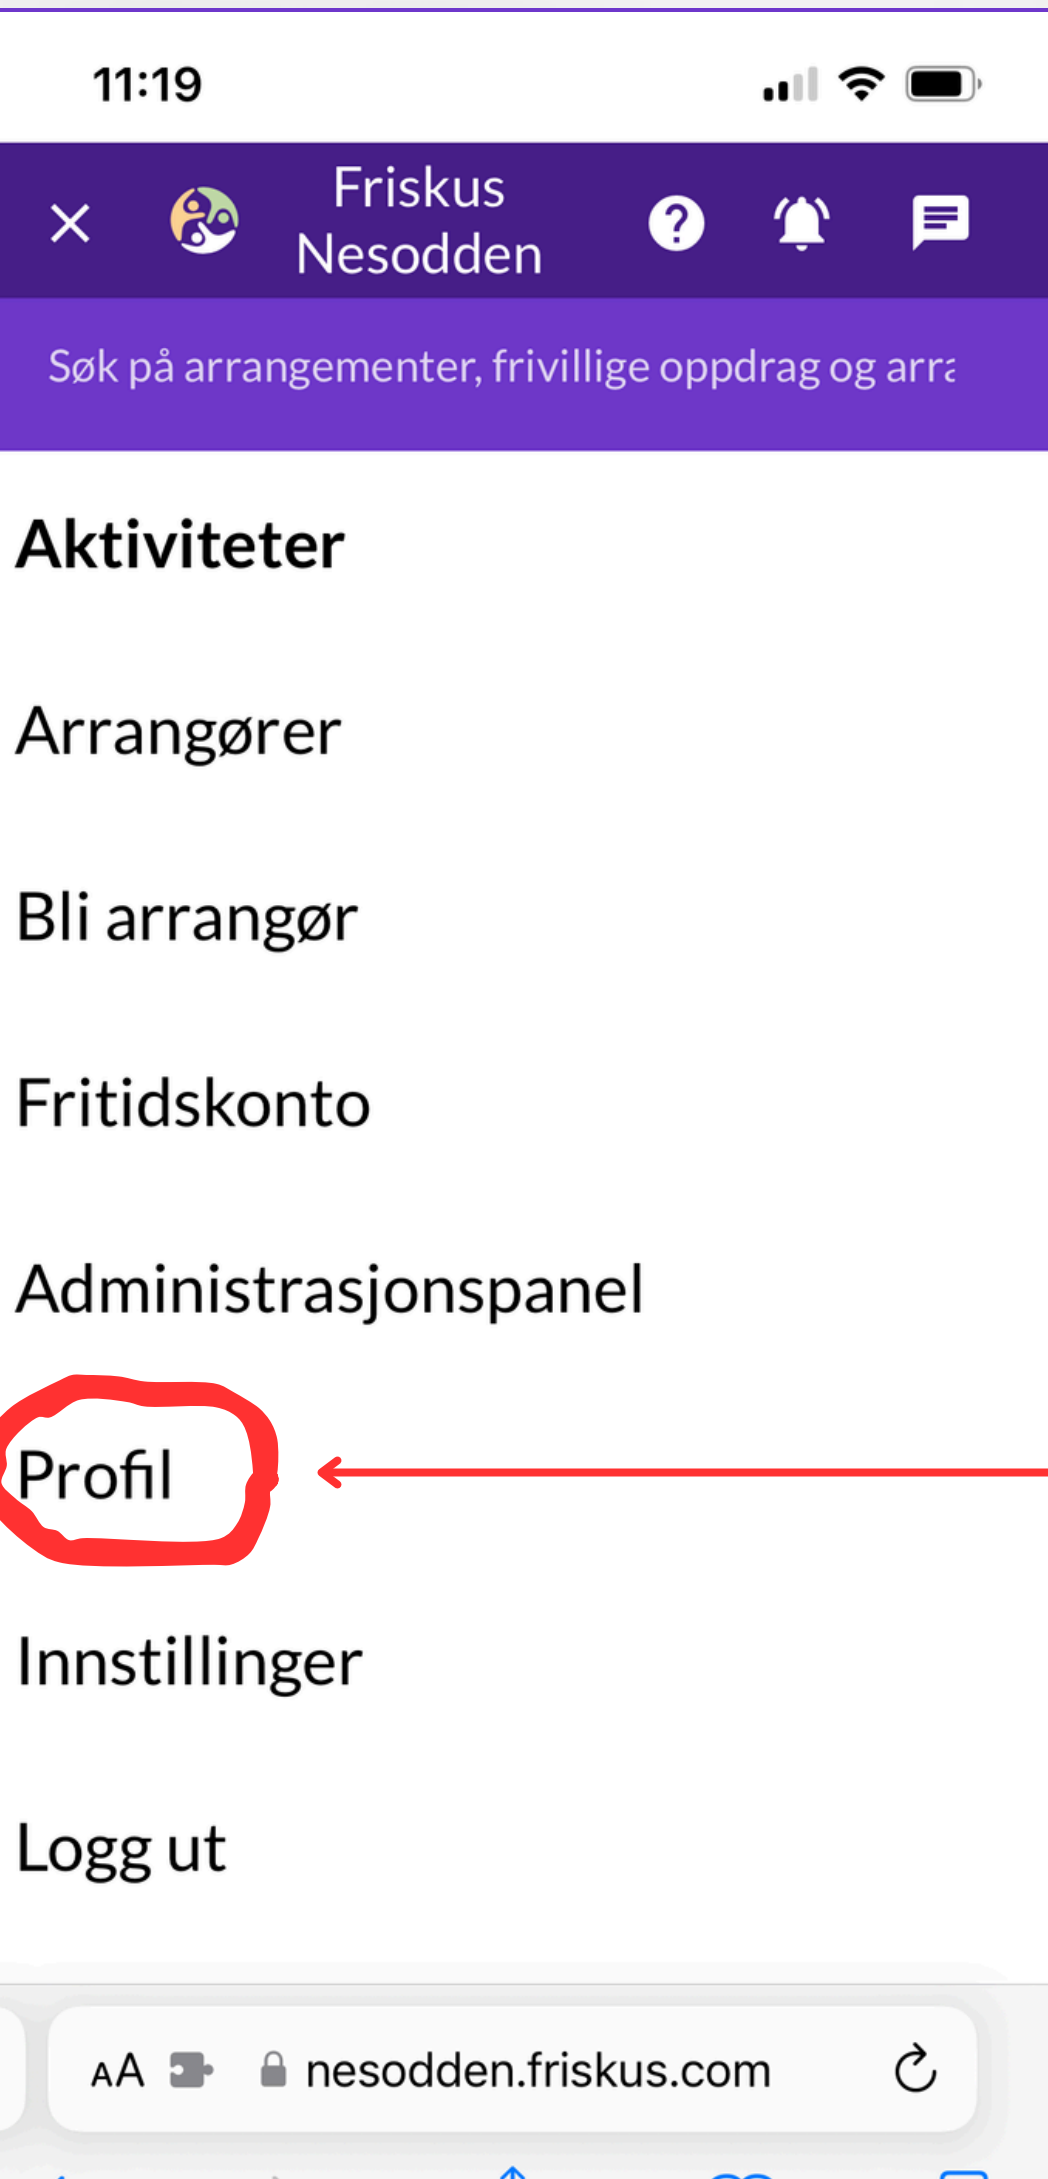 11:19
Friskus
Nesodden
Søk på arrangementer, frivillige oppdrag og
Aktiviteter
Arrangører
Bli arrangør
Fritidskonto
Administrasjonspanel
Profil
Innstillinger
Logg ut
AA nesodden.friskus.com